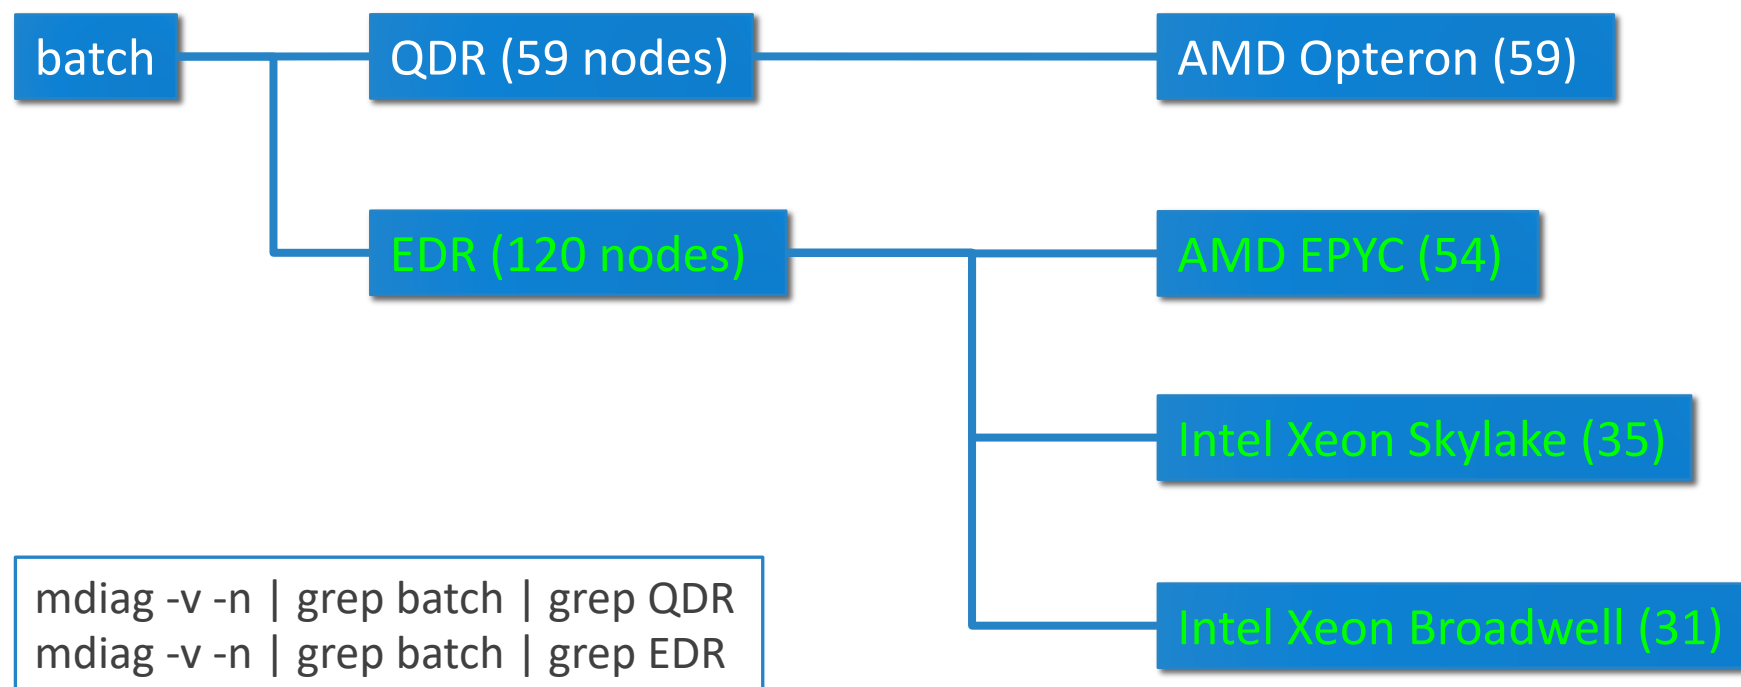 batch
QDR (59 nodes)
AMD Opteron (59)
EDR (120 nodes)
AMD EPYC (54)
Intel Xeon Skylake (35)
Intel Xeon Broadwell (31)
mdiag -v -n | grep batch | grep QDR
mdiag -v -n | grep batch | grep EDR